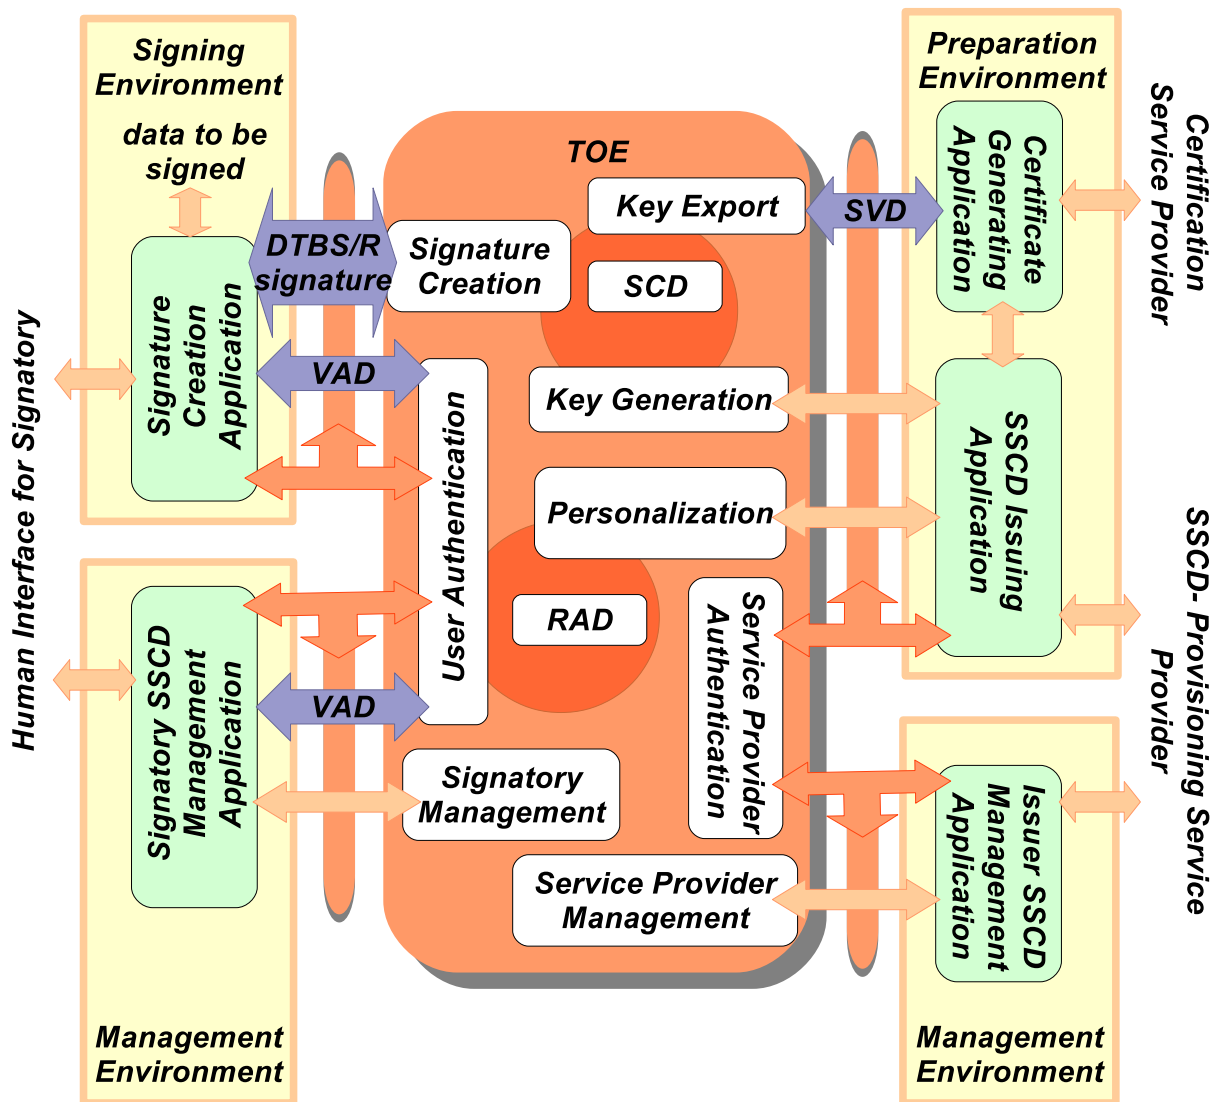 Signing
Environment
data to be
signed
DTBS/R
signature
Signature
Creation
Application
VAD
Human Interface for Signatory
Signatory SSCD
Management
Application
VAD
Management
Environment
TOE
Key Export
Signature
Creation
SCD
Key Generation
User Authentication
Personalization
RAD
Service Provider
Authentication
Signatory
Management
Service Provider
Management
SVD
Preparation
Environment
Certificate
Generating
Application
SSCD Issuing
Application
Issuer SSCD
Management
Application
Management
Environment
Certification
Service Provider
SSCD- Provisioning Service
Provider